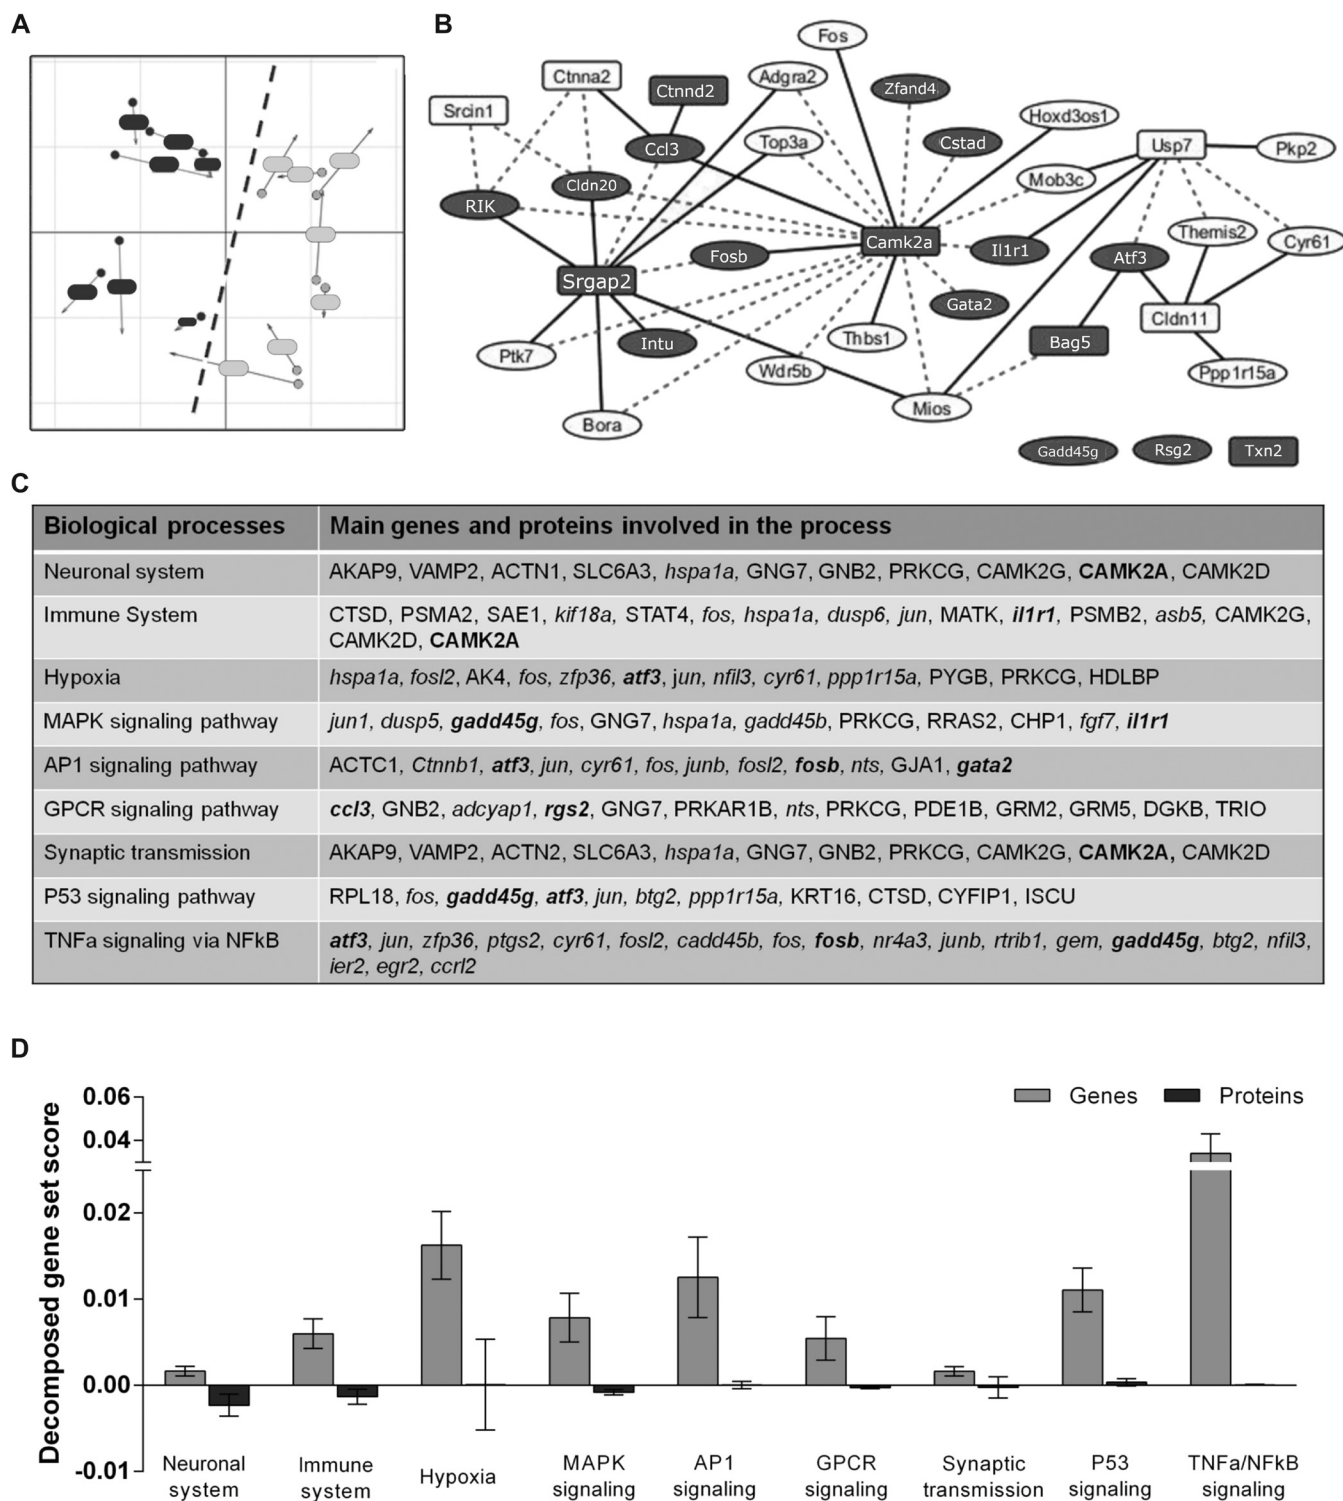 A
B
Fos
Ctnna2
Ctnnd2
Adgra2
Zfand4
Srcin1
Hoxd3os1
Ccl3
Top3a
Cstad
Usp7
Pkp2
Cldn20
Mob3c
RIK
Camk2a
Il1r1
Themis2
Cyr61
Fosb
Atf3
Srgap2
Gata2
Cldn11
Ptk7
Intu
Thbs1
Bag5
Wdr5b
Ppp1r15a
Bora
Mios
Gadd45g
Rsg2
Txn2
C
Biological processes Main genes and proteins involved in the process
Neuronal system AKAP9, VAMP2, ACTN1, SLC6A3, hspa1a, GNG7, GNB2, PRKCG, CAMK2G, CAMK2A, CAMK2D
Immune System CTSD, PSMA2, SAE1, kif18a, STAT4, fos, hspa1a, dusp6, jun, MATK, il1r1, PSMB2, asb5, CAMK2G,
CAMK2D, CAMK2A
Hypoxia hspa1a, fosl2, AK4, fos, zfp36, atf3, jun, nfil3, cyr61, ppp1r15a, PYGB, PRKCG, HDLBP
MAPK signaling pathway jun1, dusp5, gadd45g, fos, GNG7, hspa1a, gadd45b, PRKCG, RRAS2, CHP1, fgf7, il1r1
AP1 signaling pathway ACTC1, Ctnnb1, atf3, jun, cyr61, fos, junb, fosl2, fosb, nts, GJA1, gata2
GPCR signaling pathway ccl3, GNB2, adcyap1, rgs2, GNG7, PRKAR1B, nts, PRKCG, PDE1B, GRM2, GRM5, DGKB, TRIO
Synaptic transmission AKAP9, VAMP2, ACTN2, SLC6A3, hspa1a, GNG7, GNB2, PRKCG, CAMK2G, CAMK2A, CAMK2D
P53 signaling pathway RPL18, fos, gadd45g, atf3, jun, btg2, ppp1r15a, KRT16, CTSD, CYFIP1, ISCU
TNFa signaling via NFkB atf3, jun, zfp36, ptgs2, cyr61, fosl2, cadd45b, fos, fosb, nr4a3, junb, rtrib1, gem, gadd45g, btg2, nfil3,
ier2, egr2, ccrl2
D
Decomposed gene set score
0.06
0.04
0.02
0.01
0.00
-0.01
Genes Proteins
Neuronal
system
Immune
system
Hypoxia
MAPK
signaling
AP1
signaling
GPCR
signaling
Synaptic
transmission
P53
signaling
TNFa/NFkB
signaling